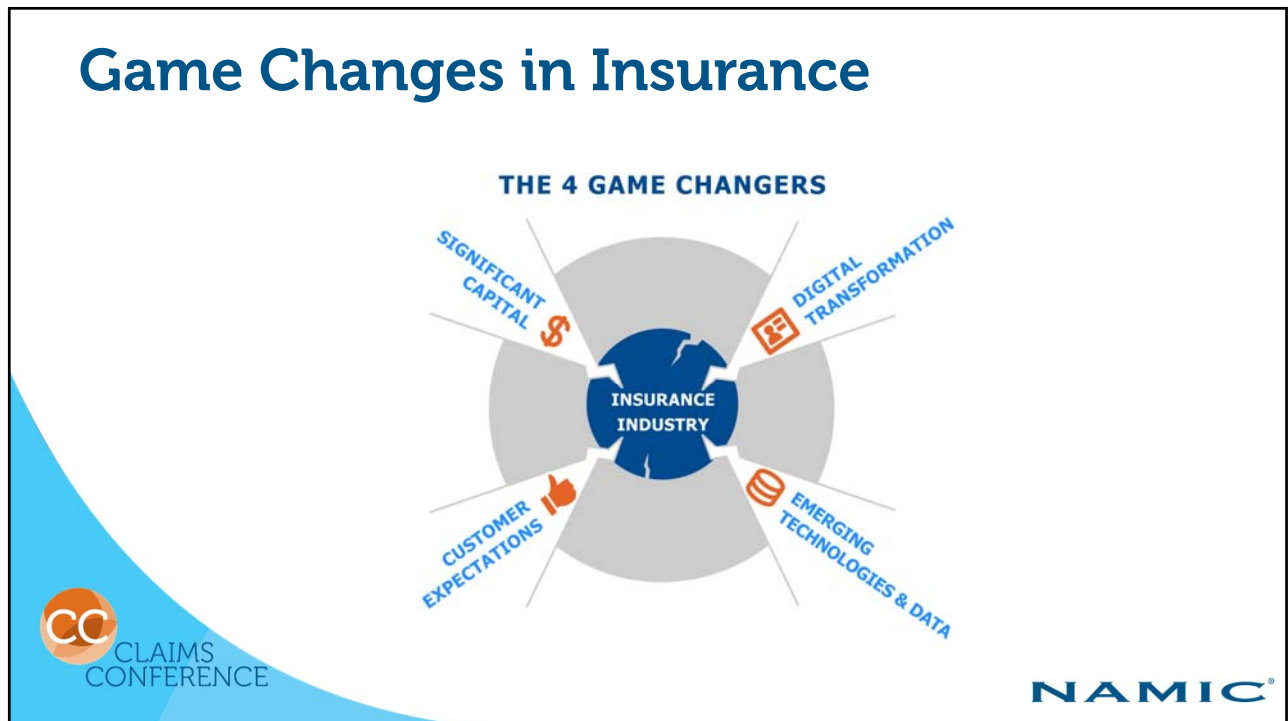 Game Changes in Insurance
THE 4 GAME CHANGERS
SIGNIFICANT
CAPITAL
$
DIGITAL
TRANSFORMATION
INSURANCE
INDUSTRY
CUSTOMER
EXPECTATIONS
EMERGING
TECHNOLOGIES & DATA
CC
CLAIMS
CONFERENCE
NAMIC®